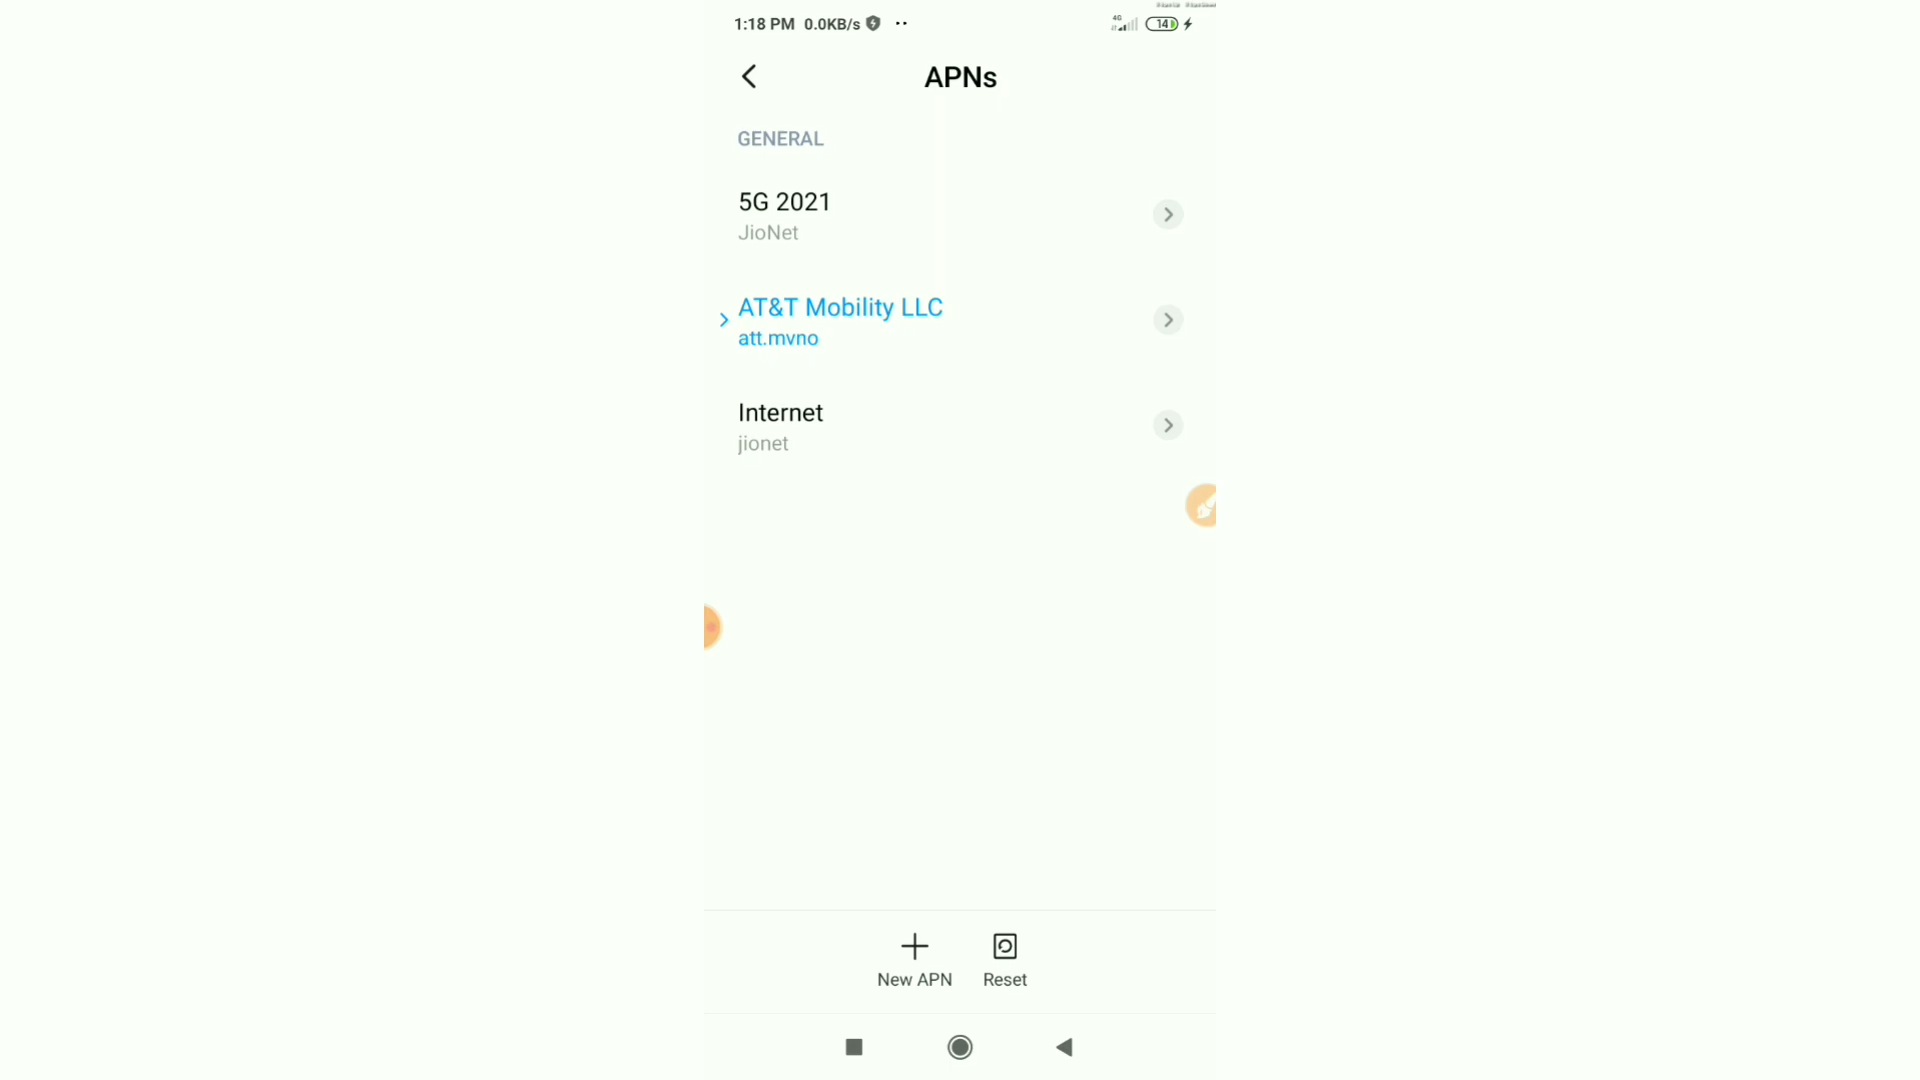 1:18 PM 0.0KB/s
4G
14
APNs
GENERAL
5G 2021
JioNet
AT&T Mobility LLC
att.mvno
Internet
jionet
New APN
Reset